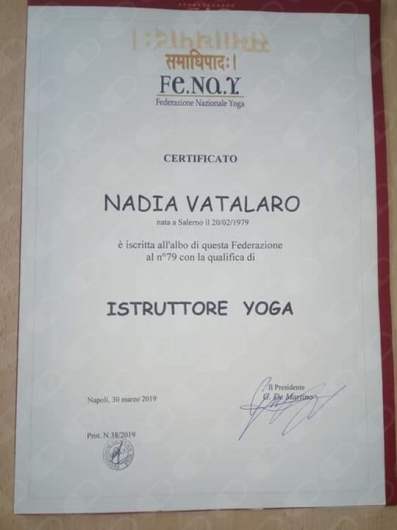 समाधिपादः।
Fe.Na.Y.
Federazione Nazionale Yoga
CERTIFICATO
NADIA VATALARO
nata a Salerno il 20/02/1979
è iscritta all'albo di questa Federazione
al n°79 con la qualifica di
ISTRUTTORE YOGA
Il Presidente
G. De Martino
Napoli, 30 marzo 2019
Prot. N.38/2019